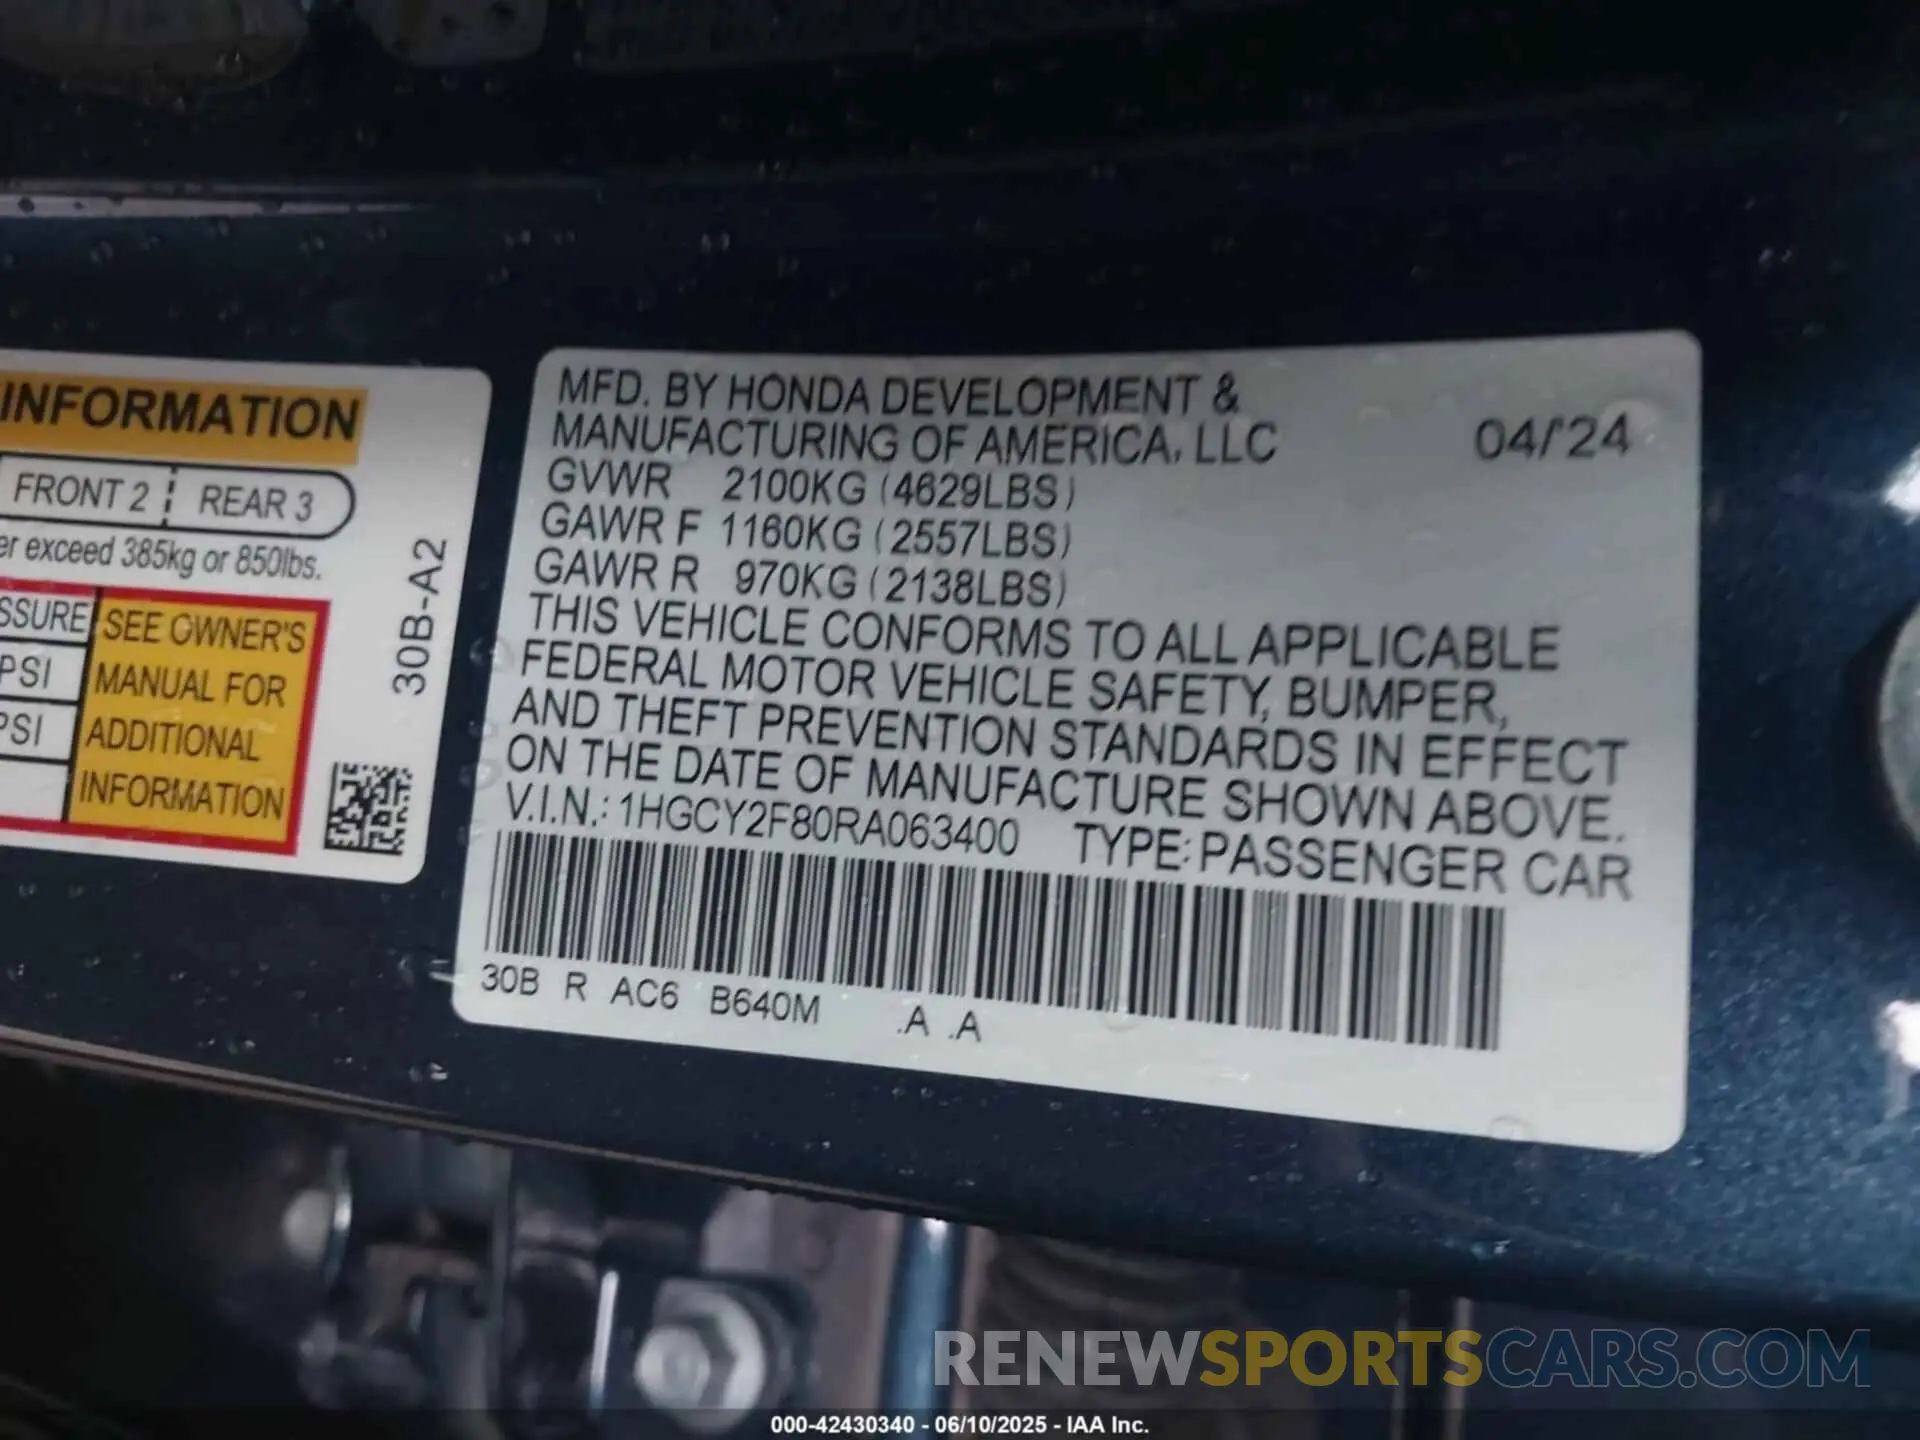 INFORMATION
FRONT 2 REAR 3
er exceed 385kg or 850lbs.
SSURE
PSI
PSI
SEE OWNER'S
MANUAL FOR
ADDITIONAL
INFORMATION
30B-A2
MFD. BY HONDA DEVELOPMENT &
MANUFACTURING OF AMERICA, LLC 04/'24
GVWR 2100KG (4629LBS)
GAWR F 1160KG (2557LBS)
GAWR R 970KG (2138LBS)
THIS VEHICLE CONFORMS TO ALL APPLICABLE
FEDERAL MOTOR VEHICLE SAFETY, BUMPER,
AND THEFT PREVENTION STANDARDS IN EFFECT
ON THE DATE OF MANUFACTURE SHOWN ABOVE.
V.I.N.: 1HGCY2F80RA063400 TYPE: PASSENGER CAR
30B R AC6 B640M .A .A
RENEWSPORTSCARS.COM
000-42430340 - 06/10/2025 - IAA Inc.